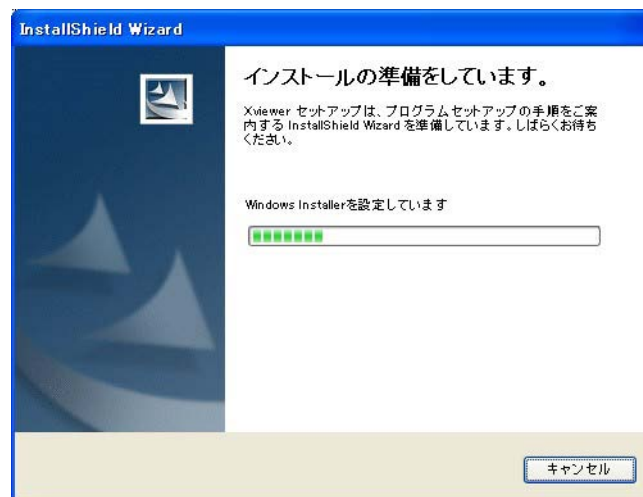 InstallShield Wizard
インストールの準備をしています。
Xviewer セットアップは、プログラムセットアップの手順をご案
内する InstallShield Wizard を準備しています。しばらくお待ち
ください。
Windows Installerを設定しています
キャンセル